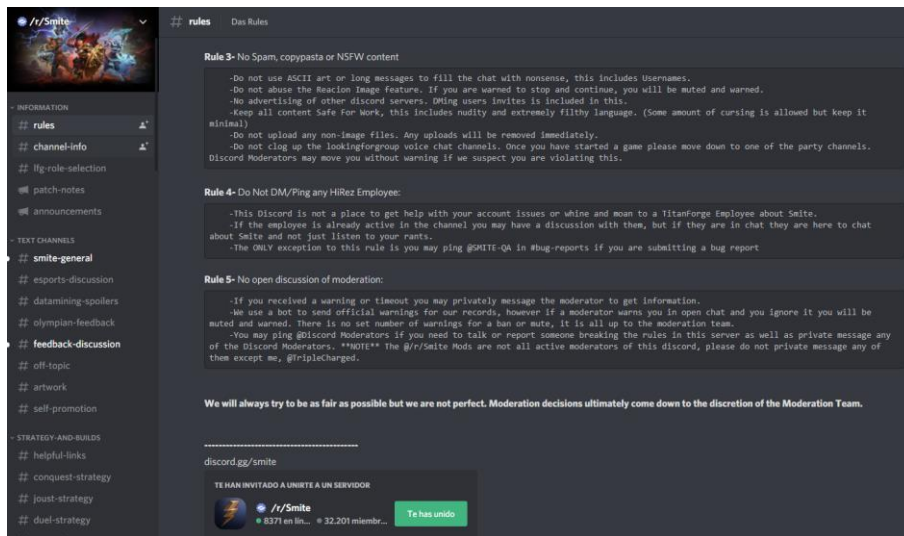 /r/Smite
# rules Das Rules
INFORMATION
# rules
# channel-info
# lfg-role-selection
patch-notes
announcements
TEXT CHANNELS
# smite-general
# esports-discussion
# datamining-spoilers
# olympian-feedback
# feedback-discussion
# off-topic
# artwork
# self-promotion
STRATEGY-AND-BUILDS
# helpful-links
# conquest-strategy
# joust-strategy
# duel-strategy
Rule 3- No Spam, copypasta or NSFW content
-Do not use ASCII art or long messages to fill the chat with nonsense, this includes Usernames.
-Do not abuse the Reacion Image feature. If you are warned to stop and continue, you will be muted and warned.
-No advertising of other discord servers. DMing users invites is included in this.
-Keep all content Safe For Work, this includes nudity and extremely filthy language. (Some amount of cursing is allowed but keep it
minimal)
-Do not upload any non-image files. Any uploads will be removed immediately.
-Do not clog up the lookingforgroup voice chat channels. Once you have started a game please move down to one of the party channels.
Discord Moderators may move you without warning if we suspect you are violating this.
Rule 4- Do Not DM/Ping any HiRez Employee:
-This Discord is not a place to get help with your account issues or whine and moan to a TitanForge Employee about Smite.
-If the employee is already active in the channel you may have a discussion with them, but if they are in chat they are here to chat
about Smite and not just listen to your rants.
-The ONLY exception to this rule is you may ping @SMITE-QA in #bug-reports if you are submitting a bug report
Rule 5- No open discussion of moderation:
-If you received a warning or timeout you may privately message the moderator to get information.
-We use a bot to send official warnings for our records, however if a moderator warns you in open chat and you ignore it you will be
muted and warned. There is no set number of warnings for a ban or mute, it is all up to the moderation team.
-You may ping @Discord Moderators if you need to talk or report someone breaking the rules in this server as well as private message any
of the Discord Moderators. **NOTE** The @/r/Smite Mods are not all active moderators of this discord, please do not private message any of
them except me, @TripleCharged.
We will always try to be as fair as possible but we are not perfect. Moderation decisions ultimately come down to the discretion of the Moderation Team.
-------------------------------------------
discord.gg/smite
TE HAN INVITADO A UNIRTE A UN SERVIDOR
/r/Smite
8371 en lín... 32.201 miembr...
Te has unido